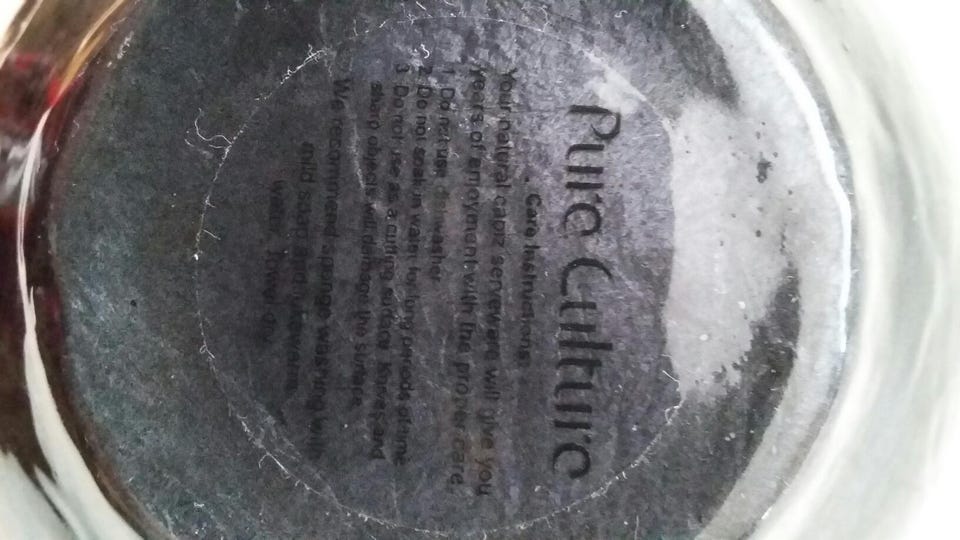 Pure Culture
Care Instructions
Your natural capiz serveware will give you
years of enjoyment with the proper care.
1. Do not use dishwasher
2. Do not soak in water for long periods of time
3. Do not use as a cutting surface. Knives and
sharp objects will damage the surface.
We recommend sponge washing with
mild soap and lukewarm
water. Towel dry.